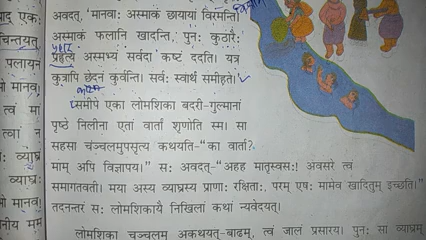 अवदत्, 'मानवाः अस्माकं छायायां विरमन्ति।
अस्माकं फलानि खादन्ति, पुनः कुठारैः
प्रहृत्य अस्मभ्यं सर्वदा कष्टं ददति। यत्र
कुत्रापि छेदनं कुर्वन्ति। सर्वः स्वार्थं समीहते।
समीपे एका लोमशिका बदरी-गुल्मानां
पृष्ठे निलीना एतां वार्तां शृणोति स्म। सा
सहसा चञ्चलमुपसृत्य कथयति-"का वार्ता?
माम् अपि विज्ञापय।" सः अवदत्-"अहह मातृस्वसः! अवसरे त्वं
समागतवती। मया अस्य व्याघ्रस्य प्राणाः रक्षिताः, परम् एषः मामेव खादितुम् इच्छति।"
तदनन्तरं सः लोमशिकायै निखिलां कथां न्यवेदयत्।
लोमशिका चञ्चलम् अकथयत्-बाढम्, त्वं जालं प्रसारय। पुनः सा व्याघ्रम्